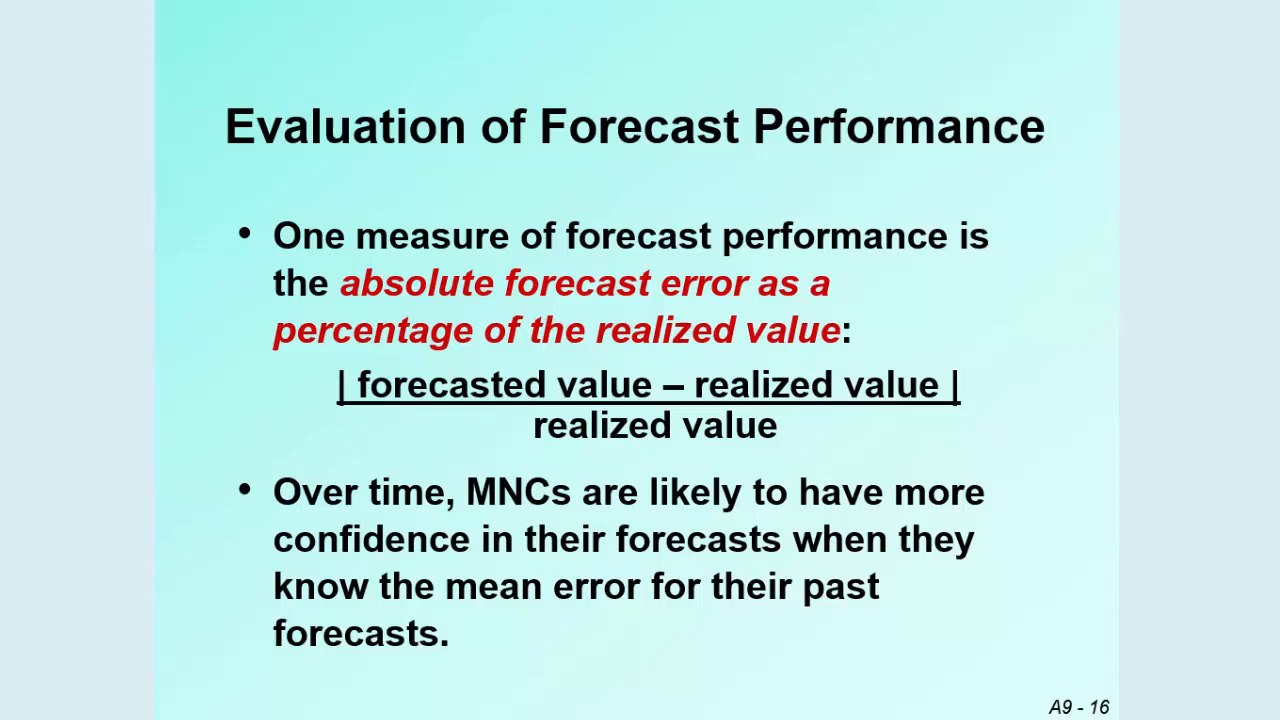 Evaluation of Forecast Performance
• One measure of forecast performance is
the absolute forecast error as a
percentage of the realized value:
| forecasted value – realized value |
realized value
• Over time, MNCs are likely to have more
confidence in their forecasts when they
know the mean error for their past
forecasts.
A9 - 16